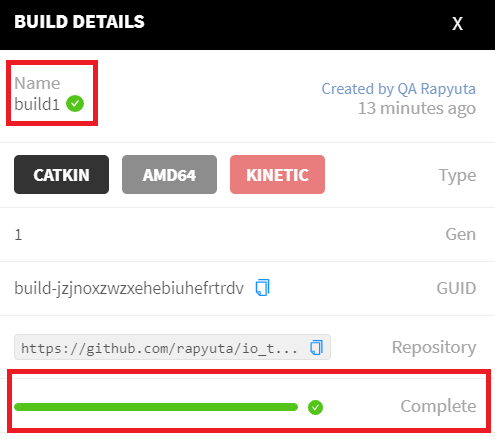 BUILD DETAILS X
Name
build1
Created by QA Rapyuta
13 minutes ago
CATKIN AMD64 KINETIC Type
1 Gen
build-jzjnoxzwzxehebiuhefrtrdv GUID
https://github.com/rapyuta/io_t... Repository
Complete